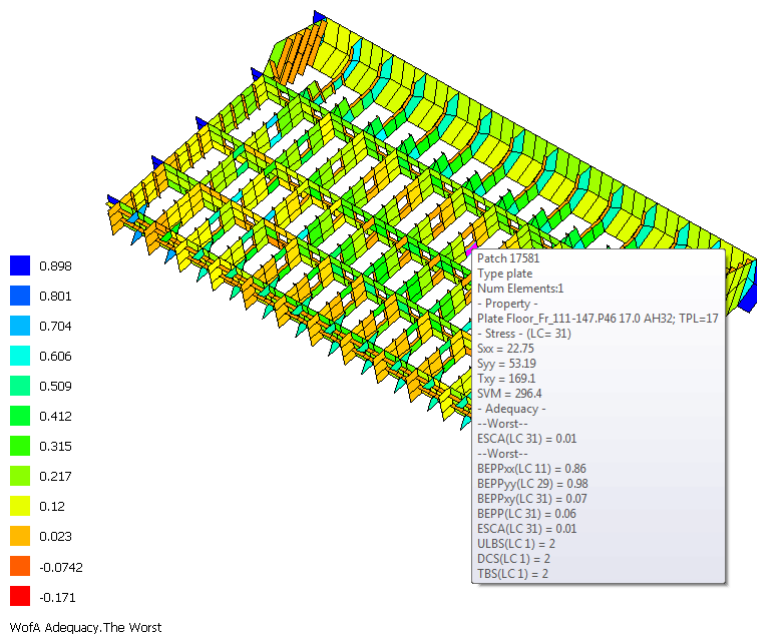 Patch 17581
Type plate
Num Elements:1
- Property -
Plate Floor_Fr_111-147.P46 17.0 AH32; TPL=17
- Stress - (LC= 31)
Sxx = 22.75
Syy = 53.19
Txy = 169.1
SVM = 296.4
- Adequacy -
--Worst--
ESCA(LC 31) = 0.01
--Worst--
BEPPxx(LC 11) = 0.86
BEPPyy(LC 29) = 0.98
BEPPxy(LC 31) = 0.07
BEPP(LC 31) = 0.06
ESCA(LC 31) = 0.01
ULBS(LC 1) = 2
DCS(LC 1) = 2
TBS(LC 1) = 2
0.898
0.801
0.704
0.606
0.509
0.412
0.315
0.217
0.12
0.023
-0.0742
-0.171
WofA Adequacy.The Worst